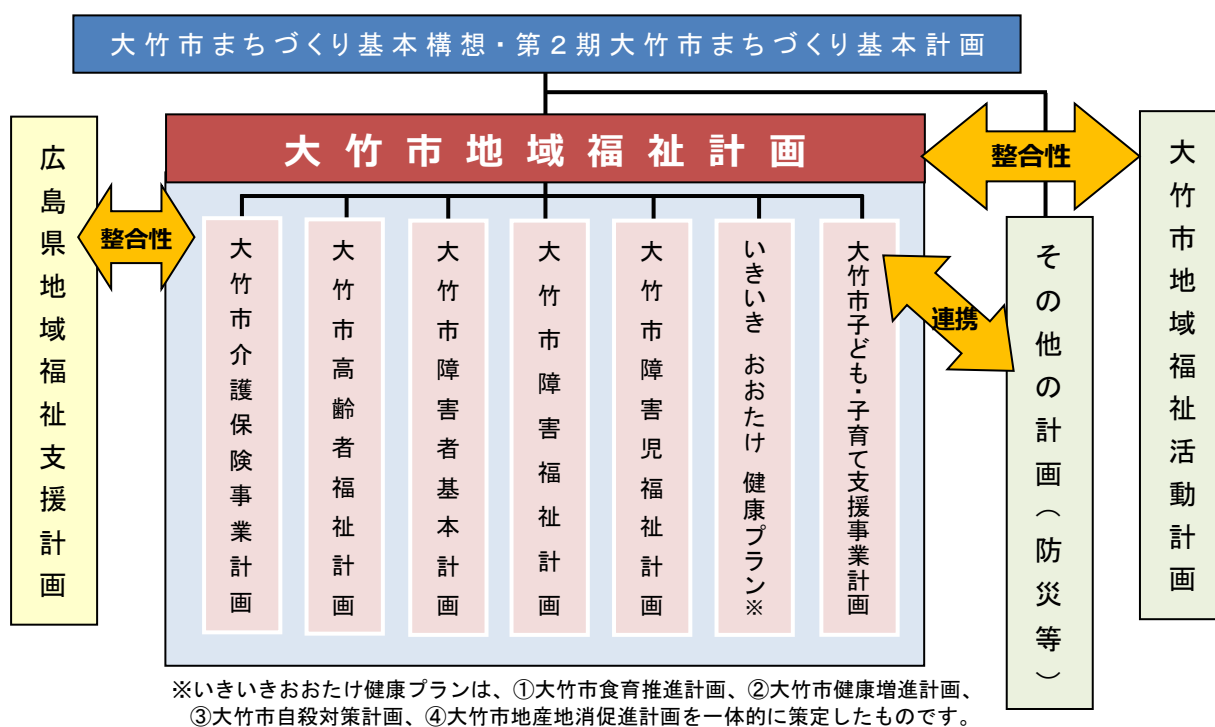 大竹市まちづくり基本構想・第２期大竹市まちづくり基本計画
大竹市地域福祉計画
広島県地域福祉支援計画
整合性
大竹市介護保険事業計画
大竹市高齢者福祉計画
大竹市障害者基本計画
大竹市障害福祉計画
大竹市障害児福祉計画
いきいき おおたけ 健康プラン※
大竹市子ども・子育て支援事業計画
連携
整合性
その他の計画（防災等）
大竹市地域福祉活動計画
※いきいきおおたけ健康プランは、①大竹市食育推進計画、②大竹市健康増進計画、
③大竹市自殺対策計画、④大竹市地産地消促進計画を一体的に策定したものです。